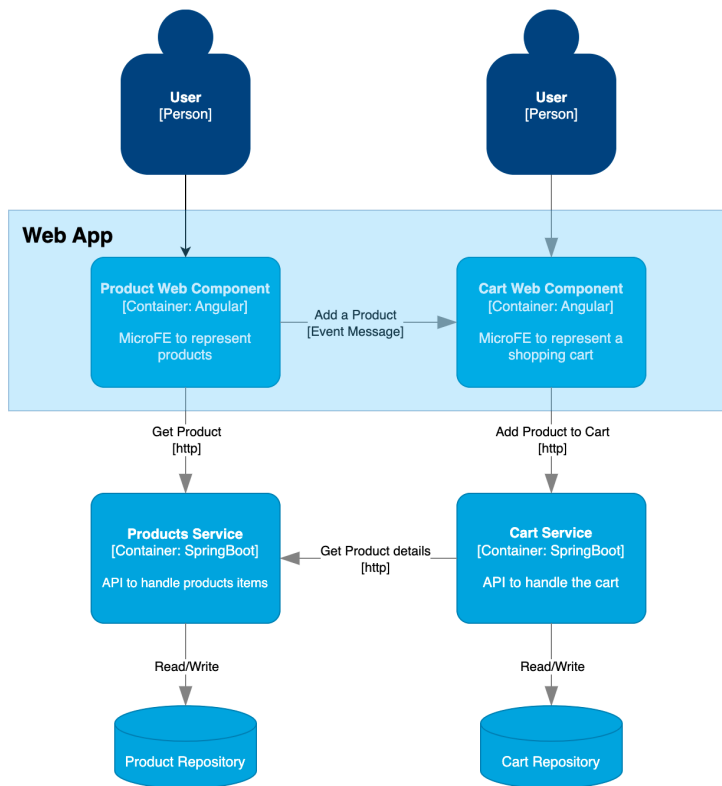 User
[Person]
User
[Person]
Web App
Product Web Component
[Container: Angular]
MicroFE to represent
products
Add a Product
[Event Message]
Cart Web Component
[Container: Angular]
MicroFE to represent a
shopping cart
Get Product
[http]
Add Product to Cart
[http]
Products Service
[Container: SpringBoot]
API to handle products items
Get Product details
[http]
Cart Service
[Container: SpringBoot]
API to handle the cart
Read/Write
Read/Write
Product Repository
Cart Repository